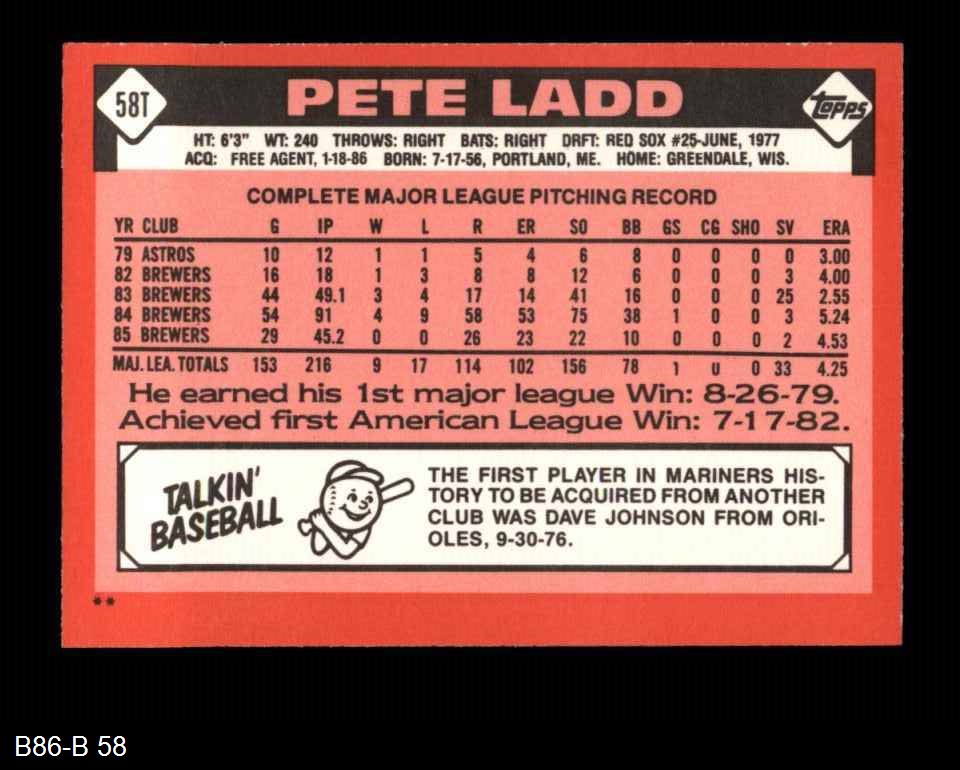 58T
PETE LADD
TOPPS
HT: 6'3" WT: 240 THROWS: RIGHT BATS: RIGHT DRFT: RED SOX #25-JUNE, 1977
ACQ: FREE AGENT, 1-18-86 BORN: 7-17-56, PORTLAND, ME. HOME: GREENDALE, WIS.
COMPLETE MAJOR LEAGUE PITCHING RECORD
YR CLUB G IP W L R ER SO BB GS CG SHO SV ERA
79 ASTROS 10 12 1 1 5 4 6 8 0 0 0 0 3.00
82 BREWERS 16 18 1 3 8 8 12 6 0 0 0 3 4.00
83 BREWERS 44 49.1 3 4 17 14 41 16 0 0 0 25 2.55
84 BREWERS 54 91 4 9 58 53 75 38 1 0 0 3 5.24
85 BREWERS 29 45.2 0 0 26 23 22 10 0 0 0 2 4.53
MAJ. LEA. TOTALS 153 216 9 17 114 102 156 78 1 0 0 33 4.25
He earned his 1st major league Win: 8-26-79.
Achieved first American League Win: 7-17-82.
TALKIN'
BASEBALL
THE FIRST PLAYER IN MARINERS HIS-
TORY TO BE ACQUIRED FROM ANOTHER
CLUB WAS DAVE JOHNSON FROM ORI-
OLES, 9-30-76.
**
B86-B 58